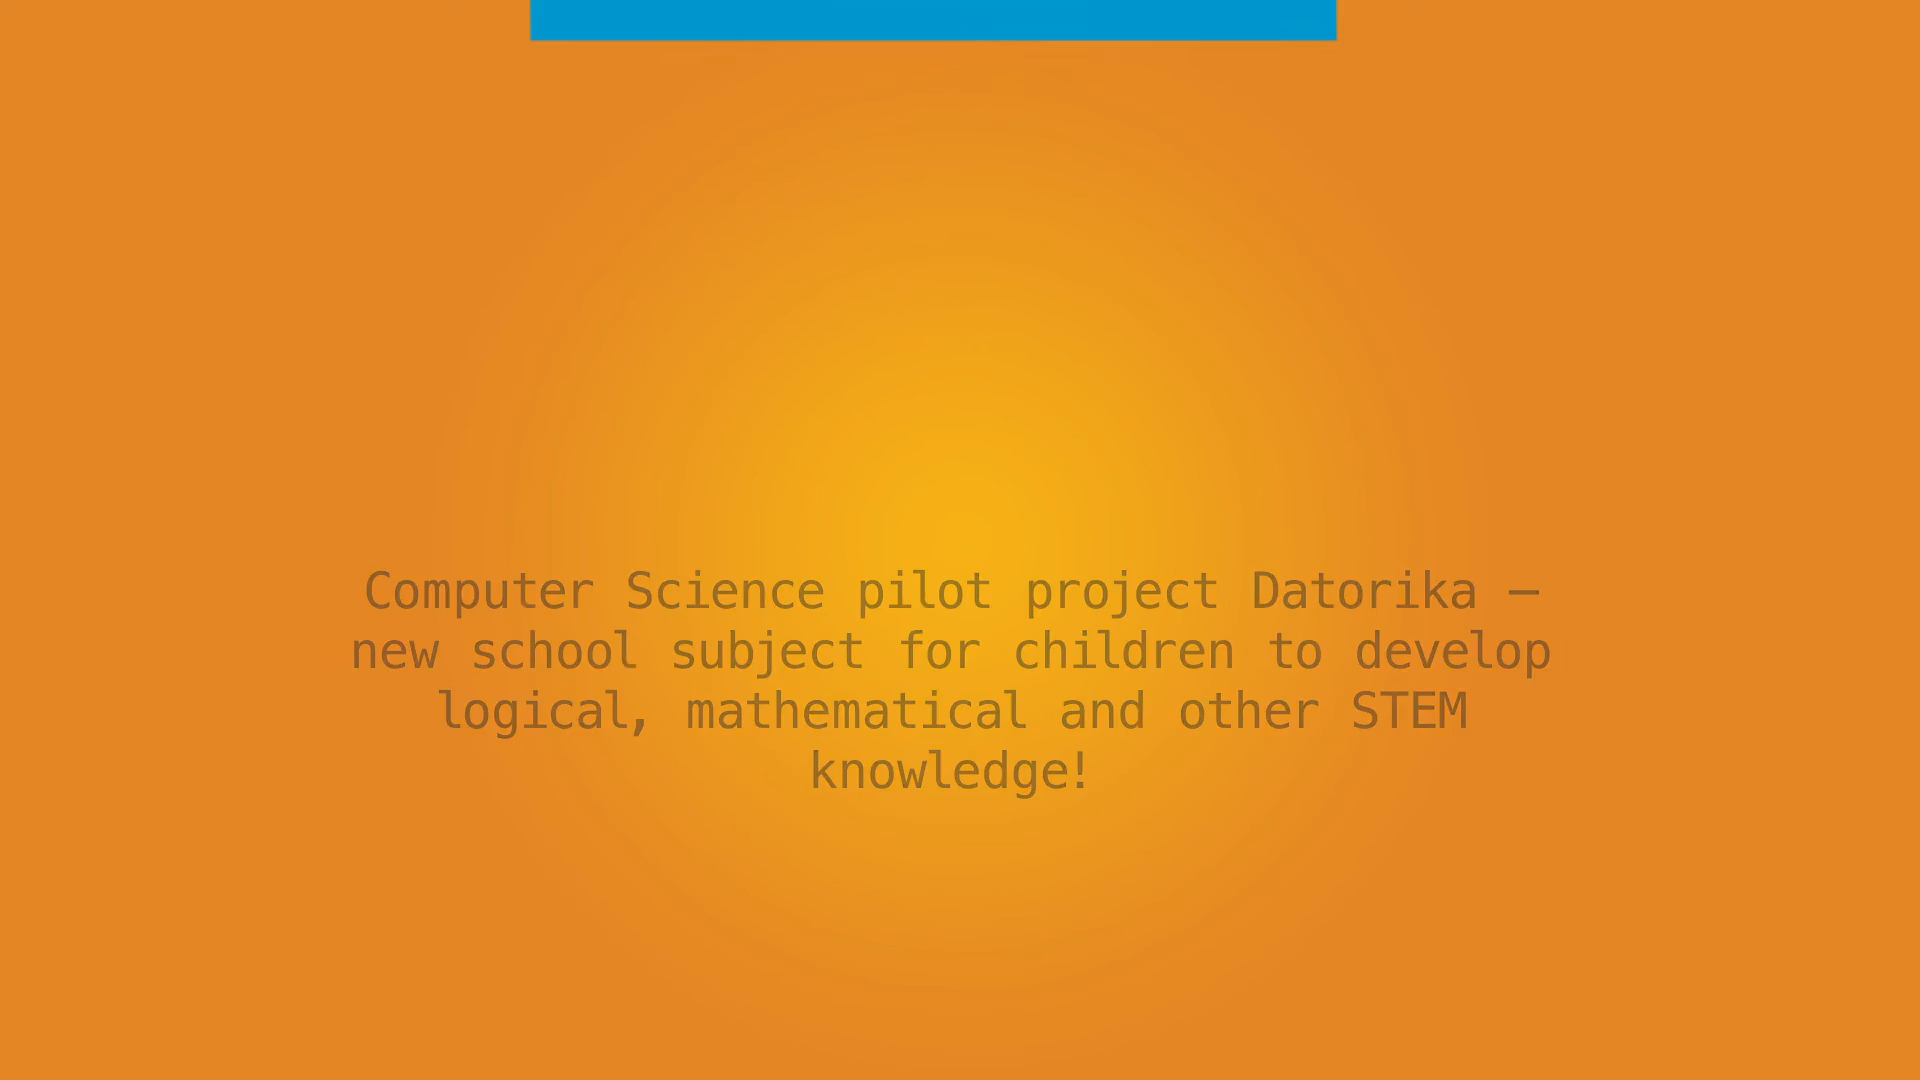 Computer Science pilot project Datorika –
new school subject for children to develop
logical, mathematical and other STEM
knowledge!